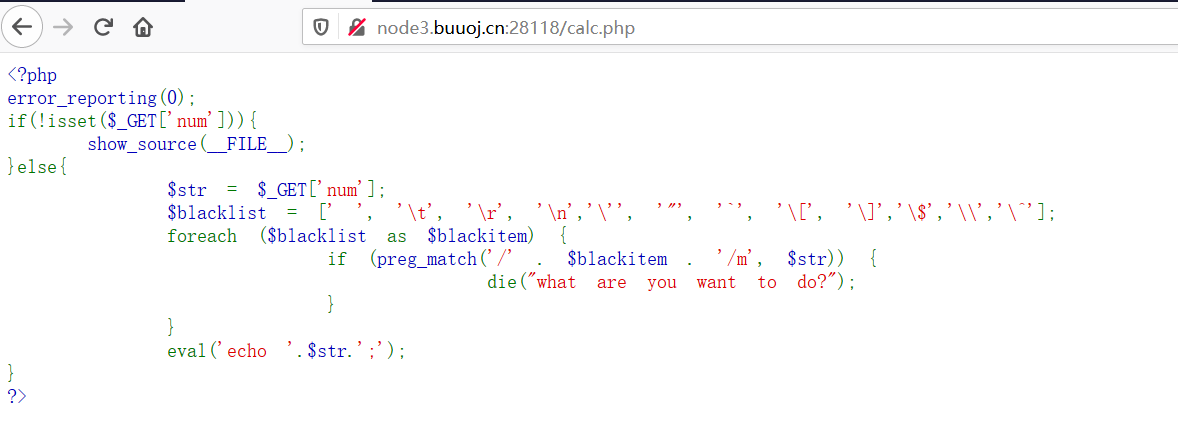 node3.buuoj.cn:28118/calc.php
<?php
error_reporting(0);
if(!isset($_GET['num'])){
show_source(__FILE__);
}else{
$str = $_GET['num'];
$blacklist = [' ', '\t', '\r', '\n','\'', '"', '`', '\[', '\]','\$','\\','\^'];
foreach ($blacklist as $blackitem) {
if (preg_match('/' . $blackitem . '/m', $str)) {
die("what are you want to do?");
}
}
eval('echo '.$str.';');
}
?>